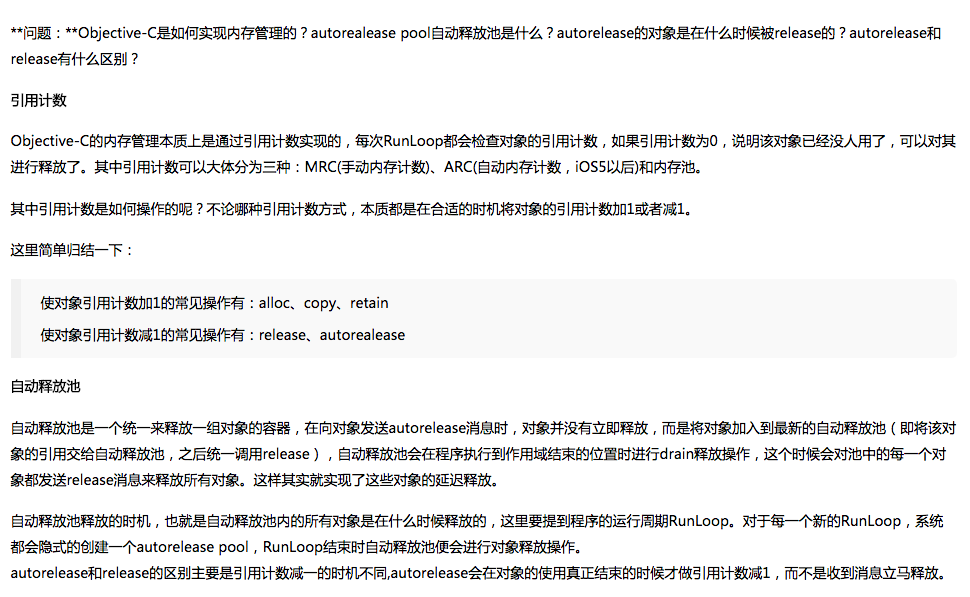 **问题：**Objective-C是如何实现内存管理的？autorealease pool自动释放池是什么？autorelease的对象是在什么时候被release的？autorelease和
release有什么区别？
引用计数
Objective-C的内存管理本质上是通过引用计数实现的，每次RunLoop都会检查对象的引用计数，如果引用计数为0，说明该对象已经没人用了，可以对其
进行释放了。其中引用计数可以大体分为三种：MRC(手动内存计数)、ARC(自动内存计数，iOS5以后)和内存池。
其中引用计数是如何操作的呢？不论哪种引用计数方式，本质都是在合适的时机将对象的引用计数加1或者减1。
这里简单归结一下：
使对象引用计数加1的常见操作有：alloc、copy、retain
使对象引用计数减1的常见操作有：release、autorealease
自动释放池
自动释放池是一个统一来释放一组对象的容器，在向对象发送autorelease消息时，对象并没有立即释放，而是将对象加入到最新的自动释放池（即将该对
象的引用交给自动释放池，之后统一调用release），自动释放池会在程序执行到作用域结束的位置时进行drain释放操作，这个时候会对池中的每一个对
象都发送release消息来释放所有对象。这样其实就实现了这些对象的延迟释放。
自动释放池释放的时机，也就是自动释放池内的所有对象是在什么时候释放的，这里要提到程序的运行周期RunLoop。对于每一个新的RunLoop，系统
都会隐式的创建一个autorelease pool，RunLoop结束时自动释放池便会进行对象释放操作。
autorelease和release的区别主要是引用计数减一的时机不同,autorelease会在对象的使用真正结束的时候才做引用计数减1，而不是收到消息立马释放。